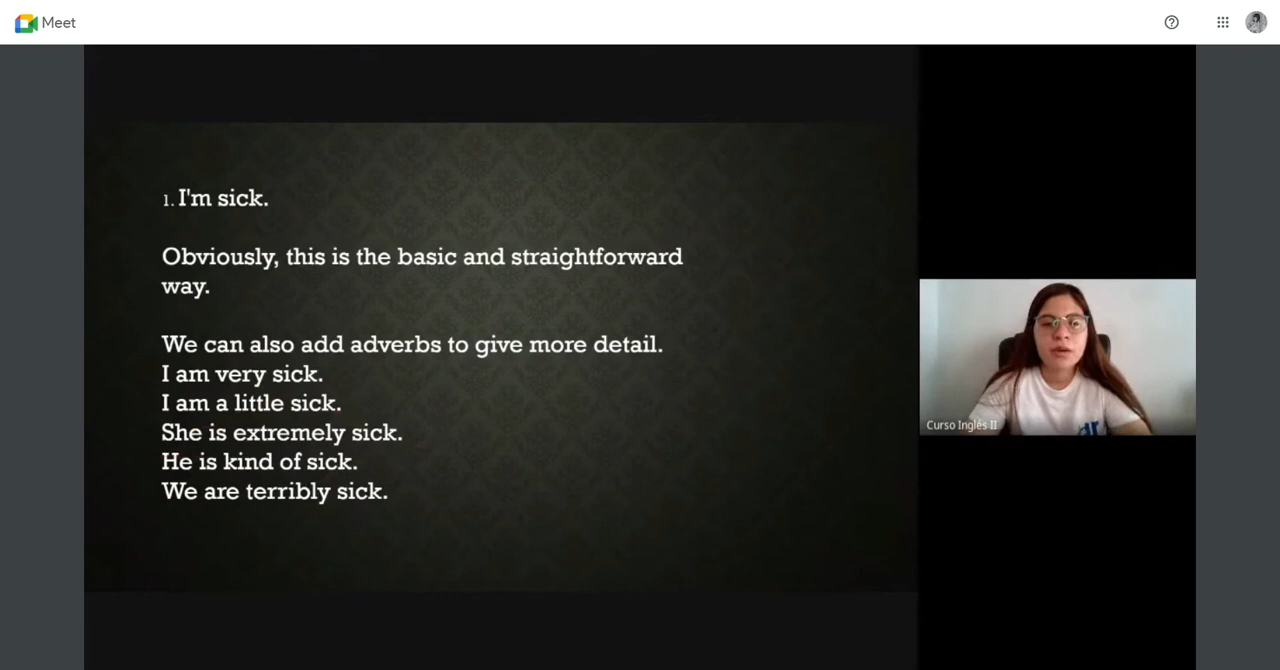 Meet
1. I'm sick.
Obviously, this is the basic and straightforward
way.
We can also add adverbs to give more detail.
I am very sick.
I am a little sick.
She is extremely sick.
He is kind of sick.
We are terribly sick.
Curso Inglês II